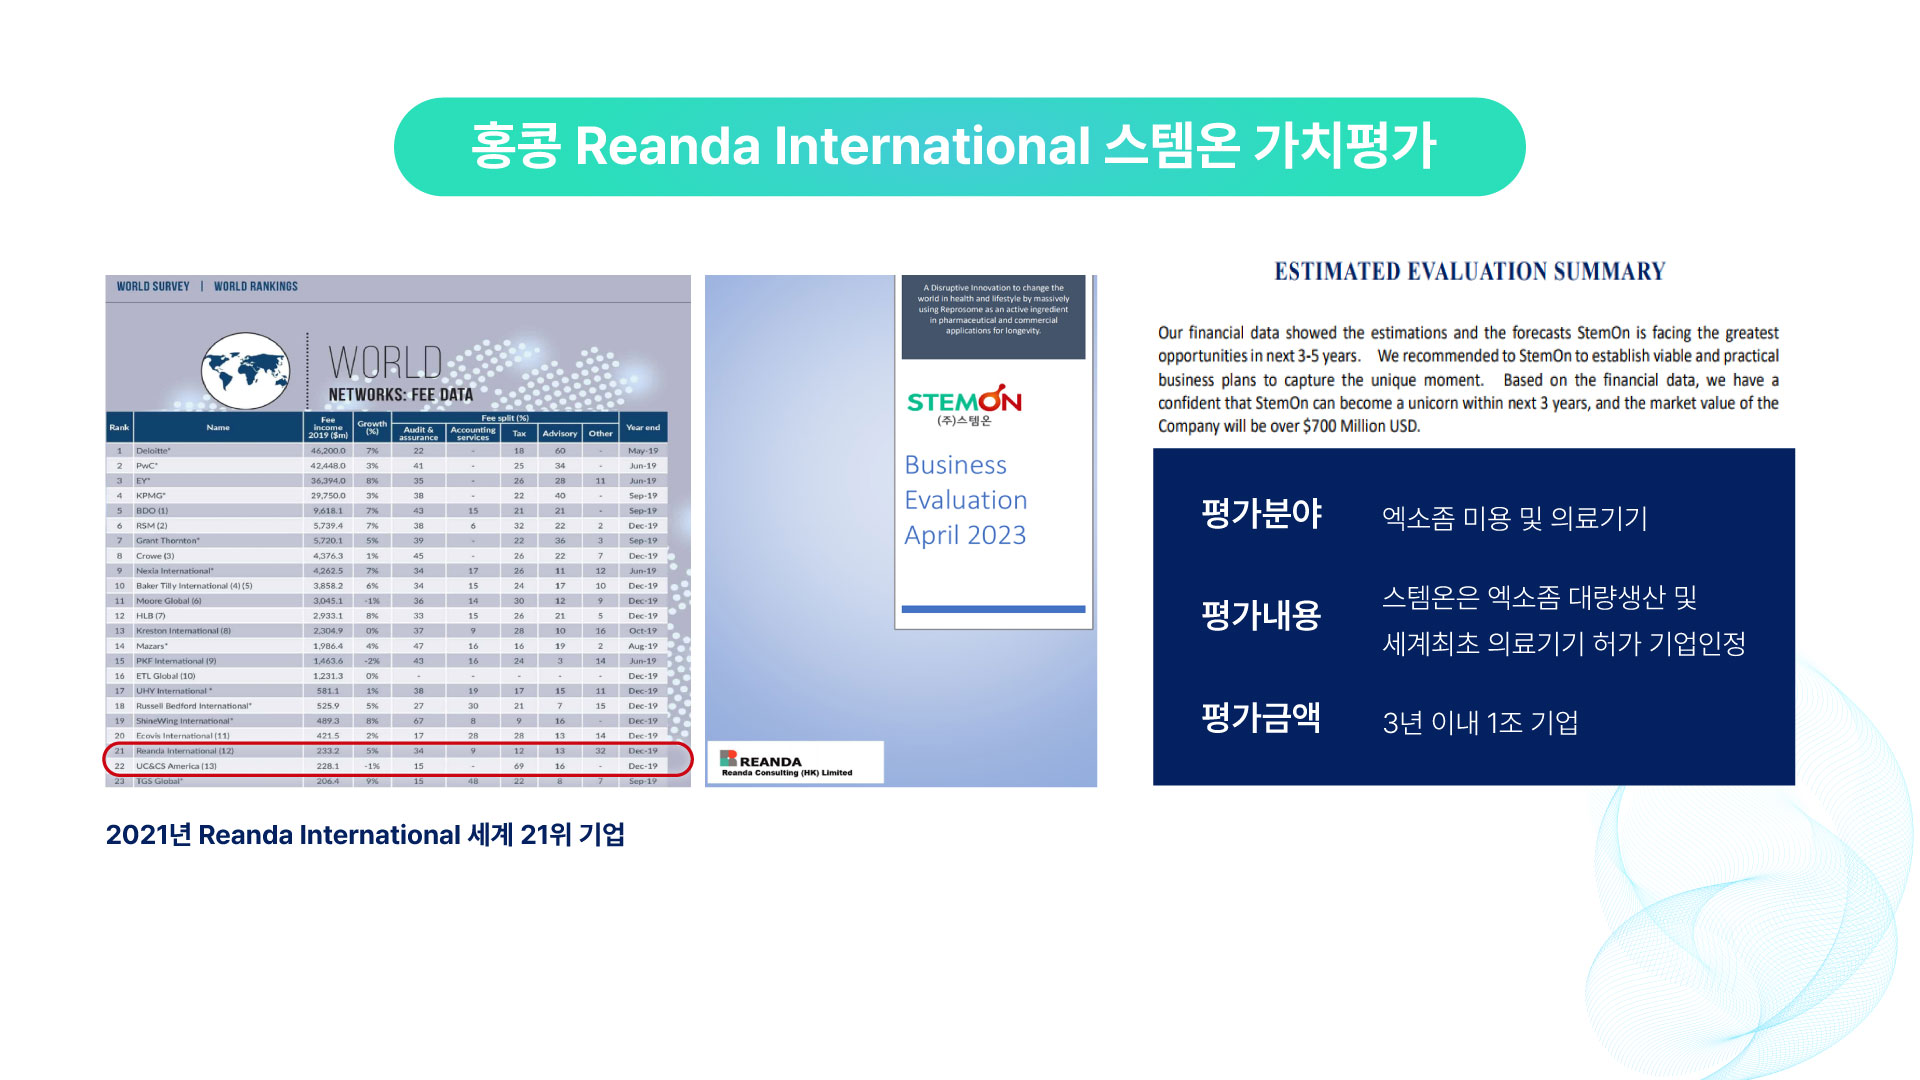 홍콩 Reanda International 스템온 가치평가
WORLD SURVEY | WORLD RANKINGS
WORLD
NETWORKS: FEE DATA
Rank Name Fee income 2019 ($m) Growth (%) Fee split (%) Audit & assurance Accounting services Tax Advisory Other Year end
1 Deloitte* 46,200.0 7% 22 - 18 60 - May-19
2 PwC* 42,448.0 3% 41 - 25 34 - Jun-19
3 EY* 36,394.0 8% 35 - 26 28 11 Jun-19
4 KPMG* 29,750.0 3% 38 - 22 40 - Sep-19
5 BDO (1) 9,618.1 7% 43 15 21 21 - Sep-19
6 RSM (2) 5,739.4 7% 38 6 32 22 2 Dec-19
7 Grant Thornton* 5,720.1 5% 39 - 22 36 3 Sep-19
8 Crowe (3) 4,376.3 1% 45 - 26 22 7 Dec-19
9 Nexia International* 4,262.5 7% 34 17 26 11 12 Jun-19
10 Baker Tilly International (4) (5) 3,858.2 6% 34 15 24 17 10 Dec-19
11 Moore Global (6) 3,045.1 -1% 36 14 30 12 9 Dec-19
12 HLB (7) 2,933.1 8% 33 15 26 21 5 Dec-19
13 Kreston International (8) 2,304.9 0% 37 9 28 10 16 Oct-19
14 Mazars* 1,986.4 4% 47 16 16 19 2 Aug-19
15 PKF International (9) 1,463.6 -2% 43 16 24 3 14 Jun-19
16 ETL Global (10) 1,231.3 0% - - - - - Dec-19
17 UHY International * 581.1 1% 38 19 17 15 11 Dec-19
18 Russell Bedford International* 525.9 5% 27 30 21 7 15 Dec-19
19 ShineWing International* 489.3 8% 67 8 9 16 - Dec-19
20 Ecovis International (11) 421.5 2% 17 28 28 13 14 Dec-19
21 Reanda International (12) 233.2 5% 34 9 12 13 32 Dec-19
22 UC&CS America (13) 228.1 -1% 15 - 69 16 - Dec-19
23 TGS Global* 206.4 9% 15 48 22 8 7 Sep-19
2021년 Reanda International 세계 21위 기업
A Disruptive Innovation to change the
world in health and lifestyle by massively
using Reprosome as an active ingredient
in pharmaceutical and commercial
applications for longevity.
STEMON
(주)스템온
Business
Evaluation
April 2023
REANDA
Reanda Consulting (HK) Limited
ESTIMATED EVALUATION SUMMARY
Our financial data showed the estimations and the forecasts StemOn is facing the greatest
opportunities in next 3-5 years. We recommended to StemOn to establish viable and practical
business plans to capture the unique moment. Based on the financial data, we have a
confident that StemOn can become a unicorn within next 3 years, and the market value of the
Company will be over $700 Million USD.
평가분야 엑소좀 미용 및 의료기기
평가내용 스템온은 엑소좀 대량생산 및
세계최초 의료기기 허가 기업인정
평가금액 3년 이내 1조 기업